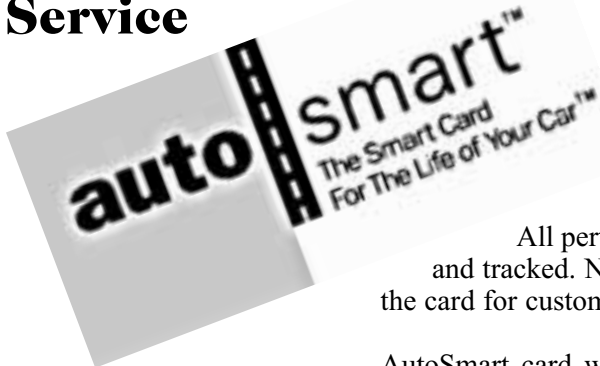 Service
auto smart™
The Smart Card
For The Life of Your Car™
All per
and tracked. N
the card for custom
AutoSmart card w